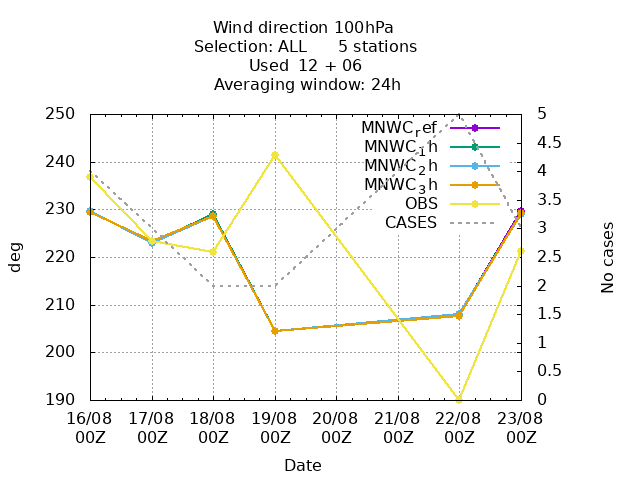 Wind direction 100hPa
Selection: ALL 5 stations
Used 12 + 06
Averaging window: 24h
250
240
230
220
210
200
190
deg
5
4.5
4
3.5
3
2.5
2
1.5
1
0.5
0
No cases
MNWC_ref
MNWC_1h
MNWC_2h
MNWC_3h
OBS
CASES
16/08 17/08 18/08 19/08 20/08 21/08 22/08 23/08
00Z 00Z 00Z 00Z 00Z 00Z 00Z 00Z
Date